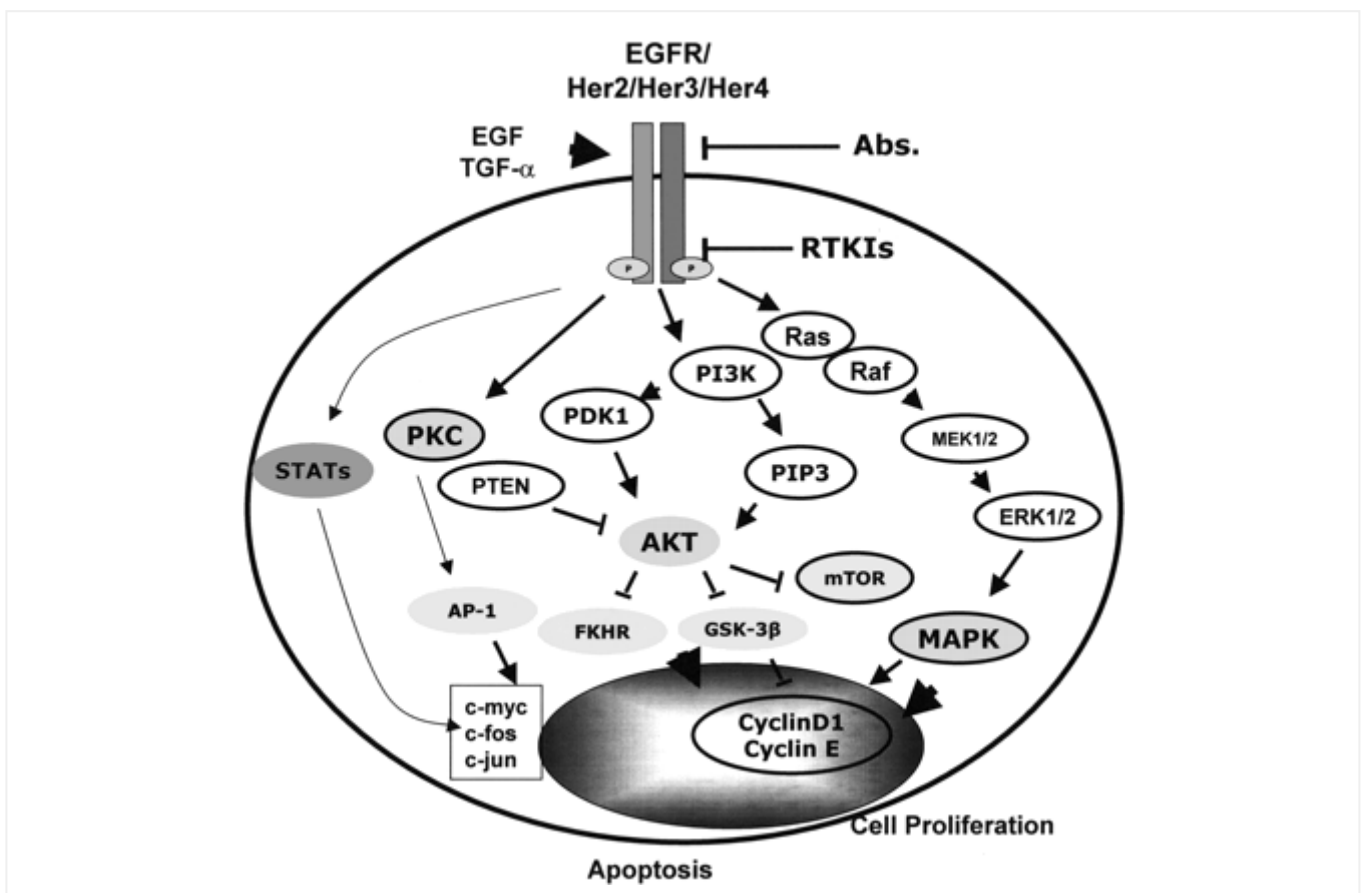 EGFR/
Her2/Her3/Her4
EGF
TGF-α
Abs.
RTKIs
P
P
Ras
Raf
PI3K
PDK1
PKC
MEK1/2
STATs
PIP3
PTEN
ERK1/2
AKT
mTOR
AP-1
FKHR
GSK-3β
MAPK
c-myc
c-fos
c-jun
CyclinD1
Cyclin E
Cell Proliferation
Apoptosis